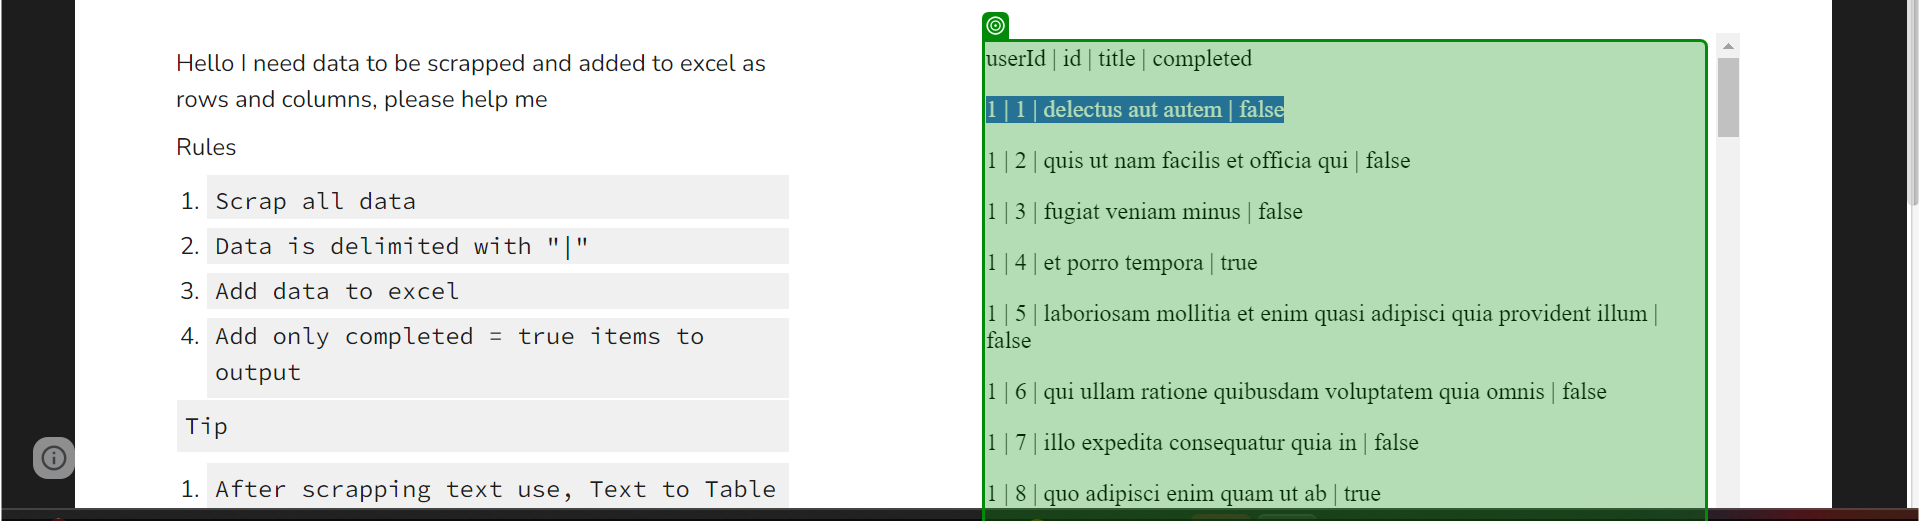 Hello I need data to be scrapped and added to excel as
rows and columns, please help me
Rules
1. Scrap all data
2. Data is delimited with "|"
3. Add data to excel
4. Add only completed = true items to
output
Tip
1. After scrapping text use, Text to Table
userId | id | title | completed
1 | 1 | delectus aut autem | false
1 | 2 | quis ut nam facilis et officia qui | false
1 | 3 | fugiat veniam minus | false
1 | 4 | et porro tempora | true
1 | 5 | laboriosam mollitia et enim quasi adipisci quia provident illum |
false
1 | 6 | qui ullam ratione quibusdam voluptatem quia omnis | false
1 | 7 | illo expedita consequatur quia in | false
1 | 8 | quo adipisci enim quam ut ab | true